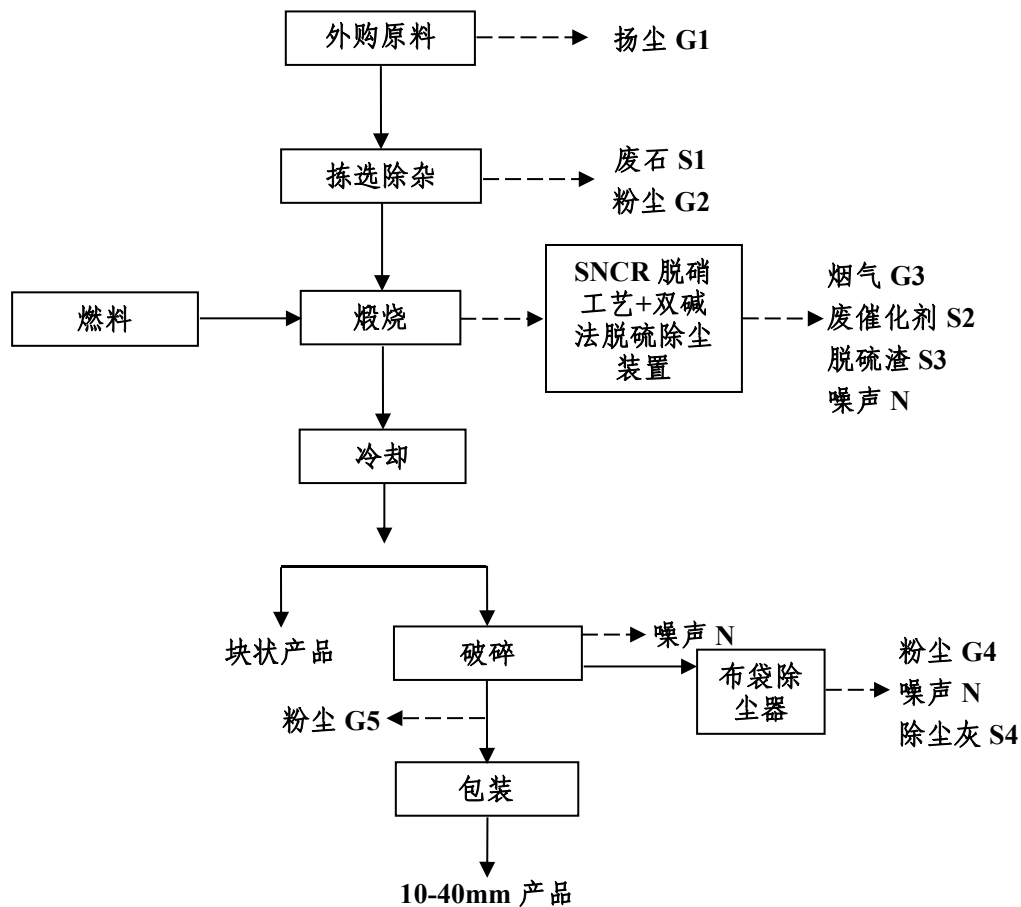 外购原料
扬尘 G1
拣选除杂
废石 S1
粉尘 G2
燃料
煅烧
SNCR 脱硝
工艺+双碱
法脱硫除尘
装置
烟气 G3
废催化剂 S2
脱硫渣 S3
噪声 N
冷却
块状产品
破碎
噪声 N
布袋除
尘器
粉尘 G4
噪声 N
除尘灰 S4
粉尘 G5
包装
10-40mm 产品